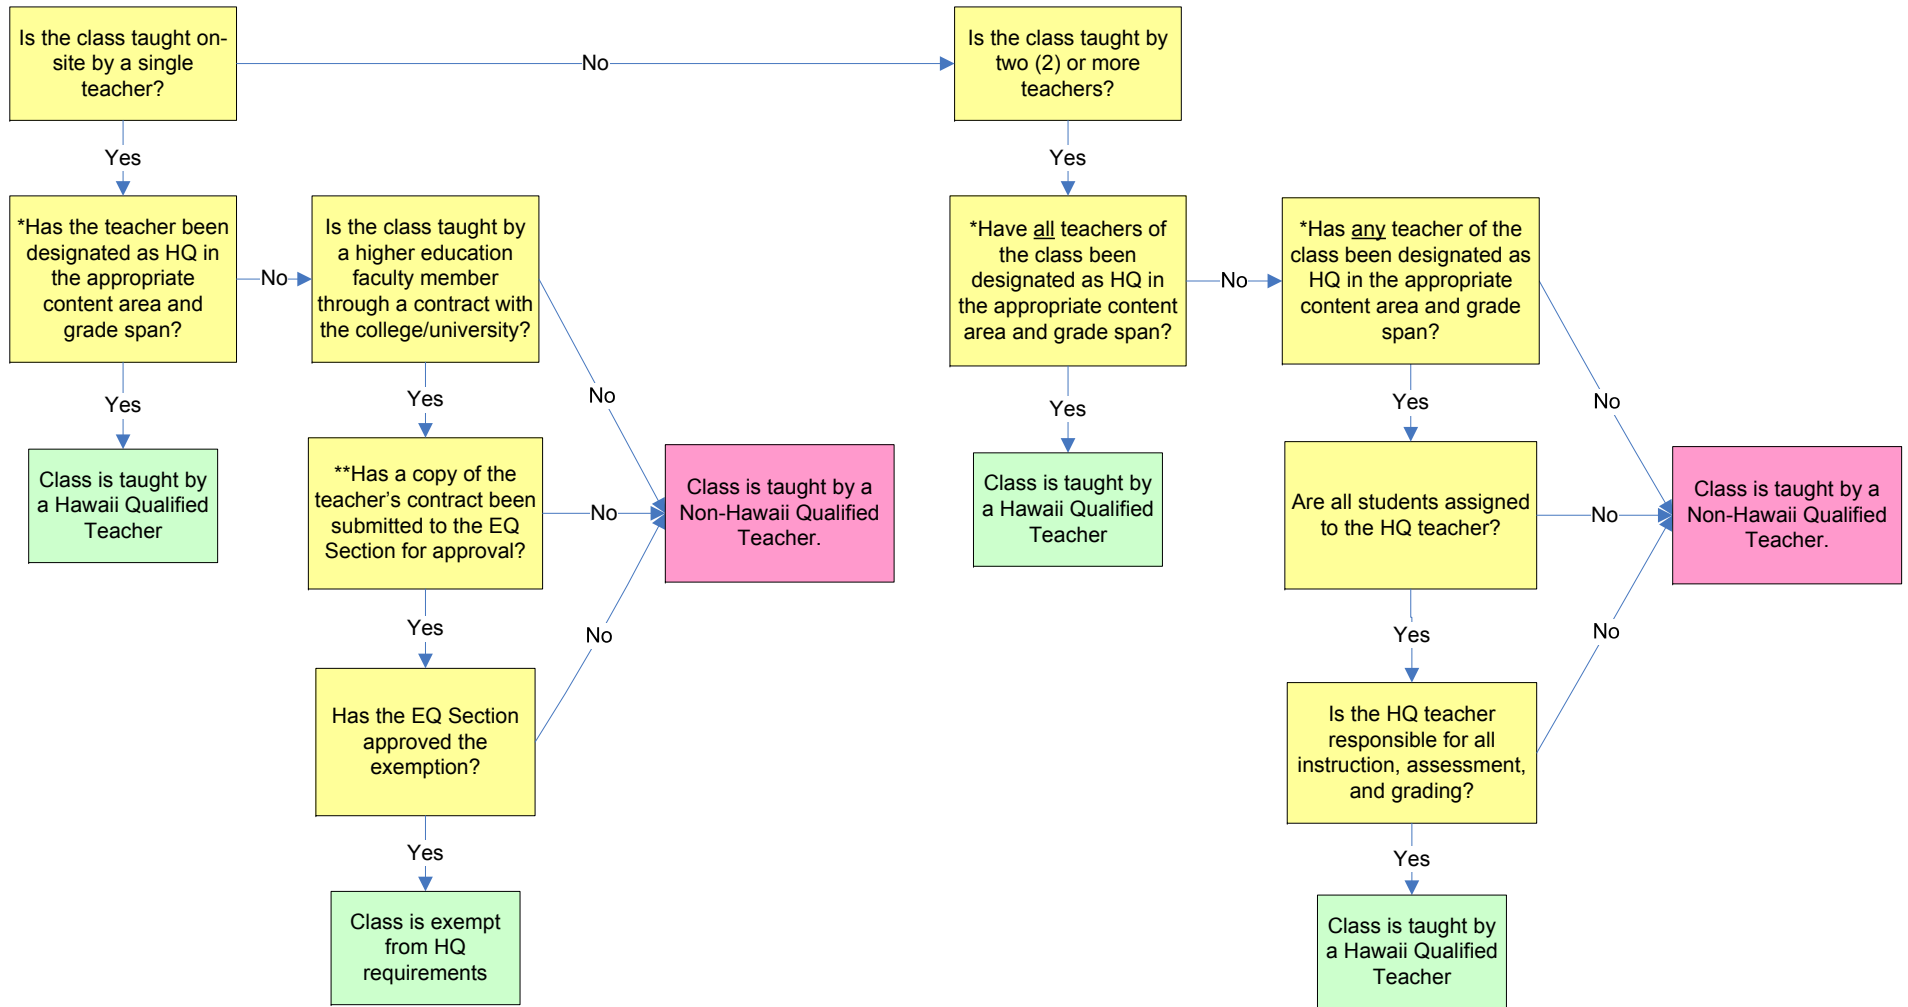 Is the class taught on-
site by a single
teacher?
No
Is the class taught by
two (2) or more
teachers?
Yes
Yes
*Has the teacher been
designated as HQ in
the appropriate
content area and
grade span?
No
Is the class taught by
a higher education
faculty member
through a contract with
the college/university?
*Have all teachers of
the class been
designated as HQ in
the appropriate content
area and grade span?
No
*Has any teacher of the
class been designated as
HQ in the appropriate
content area and grade
span?
Yes
Yes
No
Yes
Yes
No
Class is taught by
a Hawaii Qualified
Teacher
**Has a copy of the
teacher’s contract been
submitted to the EQ
Section for approval?
No
Class is taught by a
Non-Hawaii Qualified
Teacher.
Class is taught by
a Hawaii Qualified
Teacher
Are all students assigned
to the HQ teacher?
No
Class is taught by a
Non-Hawaii Qualified
Teacher.
Yes
No
Yes
No
Has the EQ Section
approved the
exemption?
Is the HQ teacher
responsible for all
instruction, assessment,
and grading?
Yes
Yes
Class is exempt
from HQ
requirements
Class is taught by
a Hawaii Qualified
Teacher